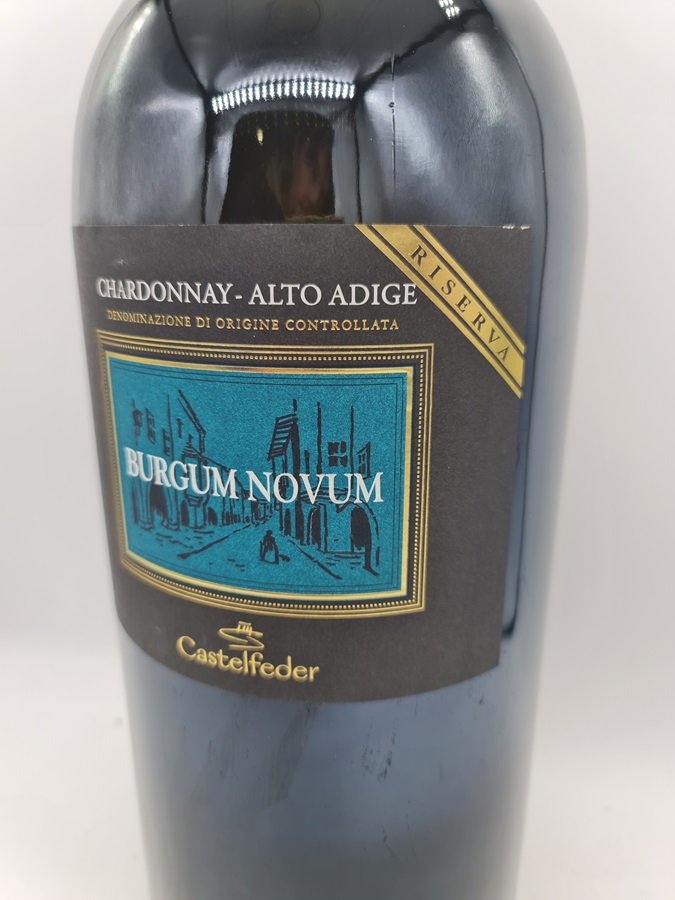 RISERVA
CHARDONNAY - ALTO ADIGE
DENOMINAZIONE DI ORIGINE CONTROLLATA
BURGUM NOVUM
Castelfeder